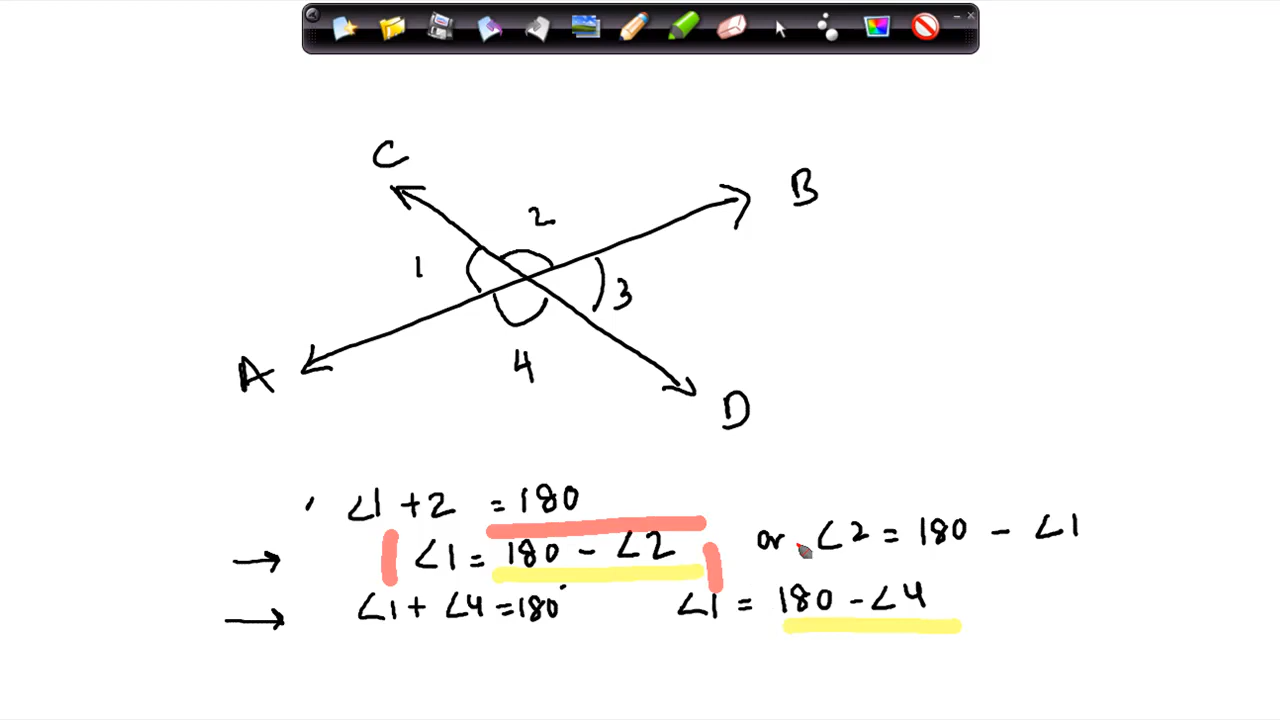 C
B
2
1
3
4
A
D
∠1 + 2 = 180
→ ∠1 = 180 - ∠2 or ∠2 = 180 - ∠1
→ ∠1 + ∠4 = 180° ∠1 = 180 - ∠4